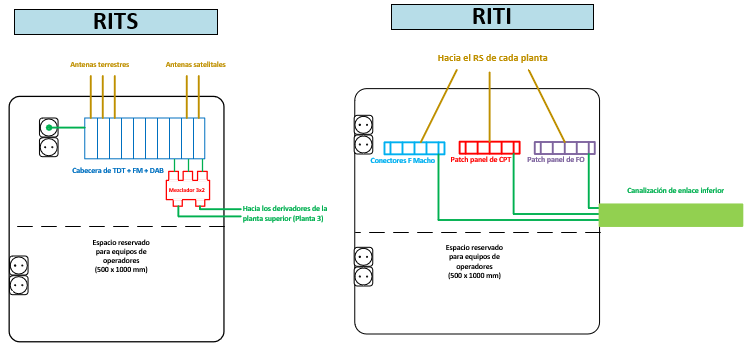 RITS
Antenas terrestres
Antenas satelitales
Cabecera de TDT + FM + DAB
Mezclador 3x2
Hacia los derivadores de la
planta superior (Planta 3)
Espacio reservado
para equipos de
operadores
(500 x 1000 mm)
RITI
Hacia el RS de cada planta
Conectores F Macho
Patch panel de CPT
Patch panel de FO
Canalización de enlace inferior
Espacio reservado
para equipos de
operadores
(500 x 1000 mm)